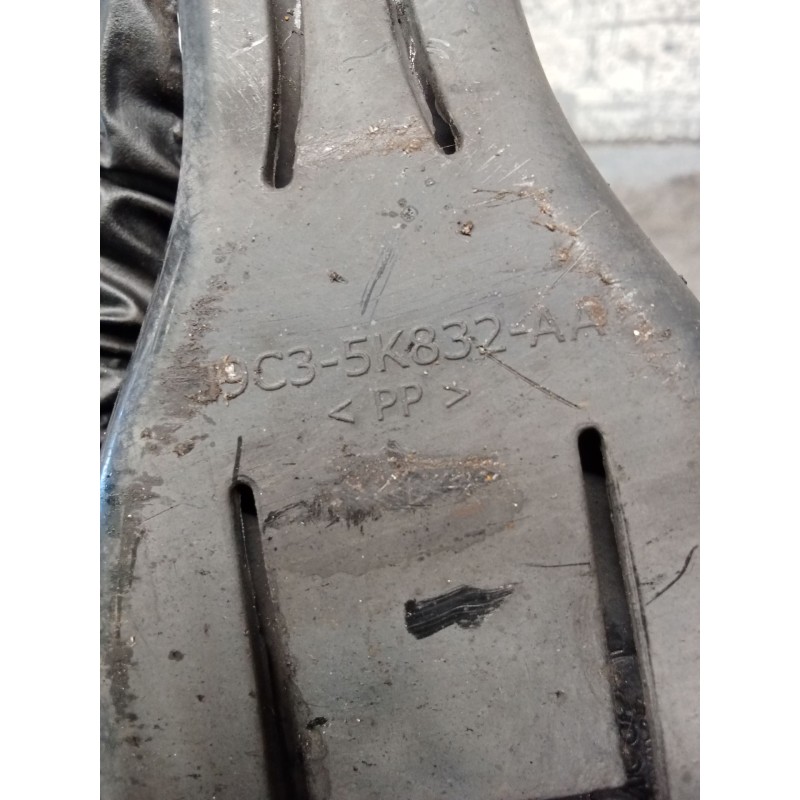 9C3-5K832-AA
< PP >